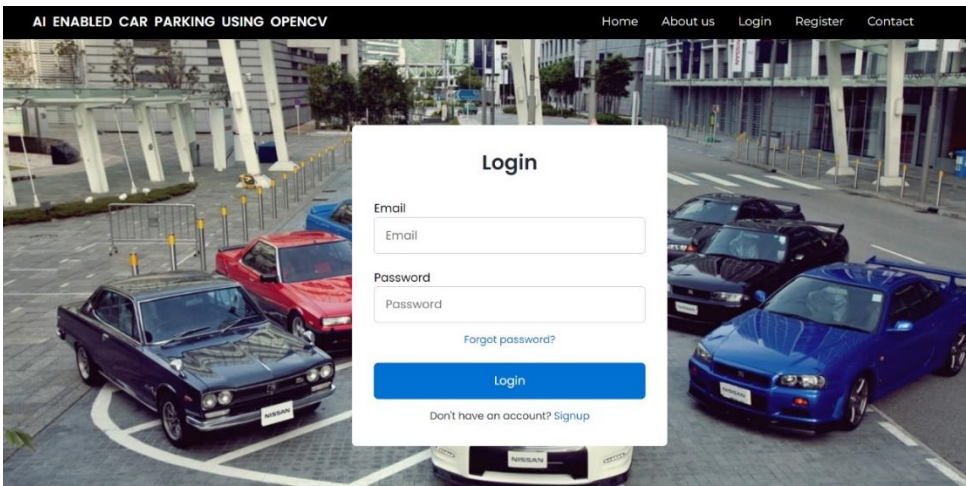 AI ENABLED CAR PARKING USING OPENCV
Home About us Login Register Contact
Login
Email
Email
Password
Password
Forgot password?
Login
Don't have an account? Signup
NISSAN
NISSAN
NISSAN